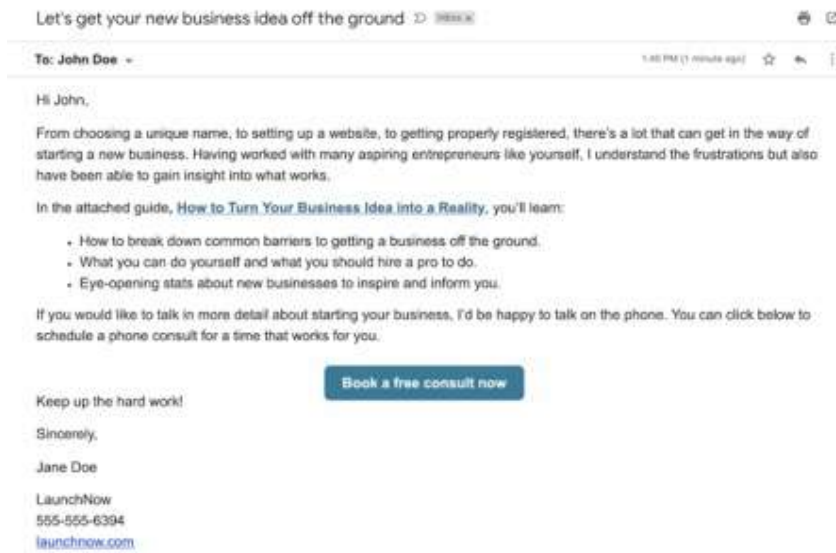 Let's get your new business idea off the ground Inbox x
To: John Doe
1:40 PM (1 minute ago)
Hi John,
From choosing a unique name, to setting up a website, to getting properly registered, there's a lot that can get in the way of
starting a new business. Having worked with many aspiring entrepreneurs like yourself, I understand the frustrations but also
have been able to gain insight into what works.
In the attached guide, How to Turn Your Business Idea into a Reality, you'll learn:
• How to break down common barriers to getting a business off the ground.
• What you can do yourself and what you should hire a pro to do.
• Eye-opening stats about new businesses to inspire and inform you.
If you would like to talk in more detail about starting your business, I'd be happy to talk on the phone. You can click below to
schedule a phone consult for a time that works for you.
Book a free consult now
Keep up the hard work!
Sincerely,
Jane Doe
LaunchNow
555-555-6394
launchnow.com